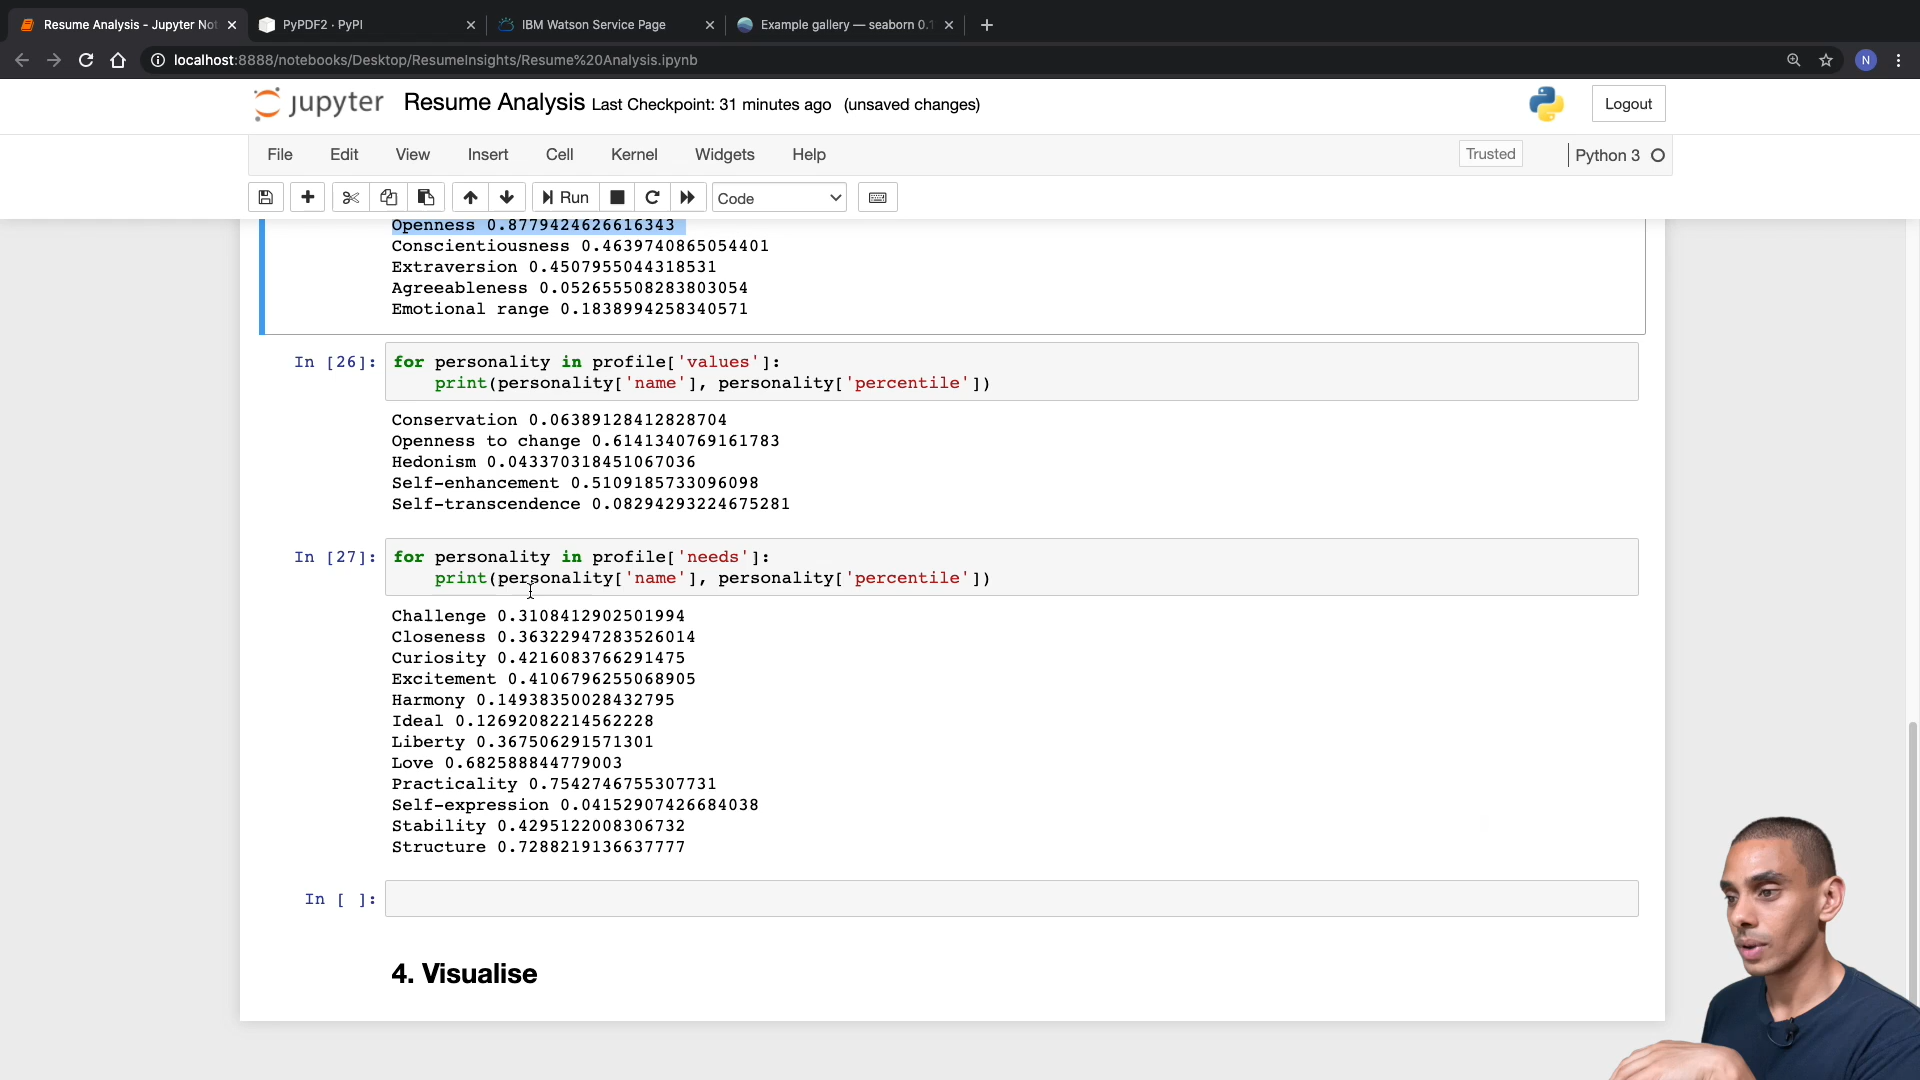 Resume Analysis - Jupyter Not
PyPDF2 · PyPI
IBM Watson Service Page
Example gallery — seaborn 0.1
localhost:8888/notebooks/Desktop/ResumeInsights/Resume%20Analysis.ipynb
N
jupyter
Resume Analysis Last Checkpoint: 31 minutes ago (unsaved changes)
Logout
File Edit View Insert Cell Kernel Widgets Help
Trusted
Python 3
Run
Code
Openness 0.8779424626616343
Conscientiousness 0.4639740865054401
Extraversion 0.4507955044318531
Agreeableness 0.052655508283803054
Emotional range 0.1838994258340571
In [26]: for personality in profile['values']:
print(personality['name'], personality['percentile'])
Conservation 0.06389128412828704
Openness to change 0.6141340769161783
Hedonism 0.043370318451067036
Self-enhancement 0.5109185733096098
Self-transcendence 0.08294293224675281
In [27]: for personality in profile['needs']:
print(personality['name'], personality['percentile'])
Challenge 0.3108412902501994
Closeness 0.36322947283526014
Curiosity 0.4216083766291475
Excitement 0.4106796255068905
Harmony 0.14938350028432795
Ideal 0.12692082214562228
Liberty 0.367506291571301
Love 0.682588844779003
Practicality 0.7542746755307731
Self-expression 0.04152907426684038
Stability 0.4295122008306732
Structure 0.7288219136637777
In [ ]:
4. Visualise